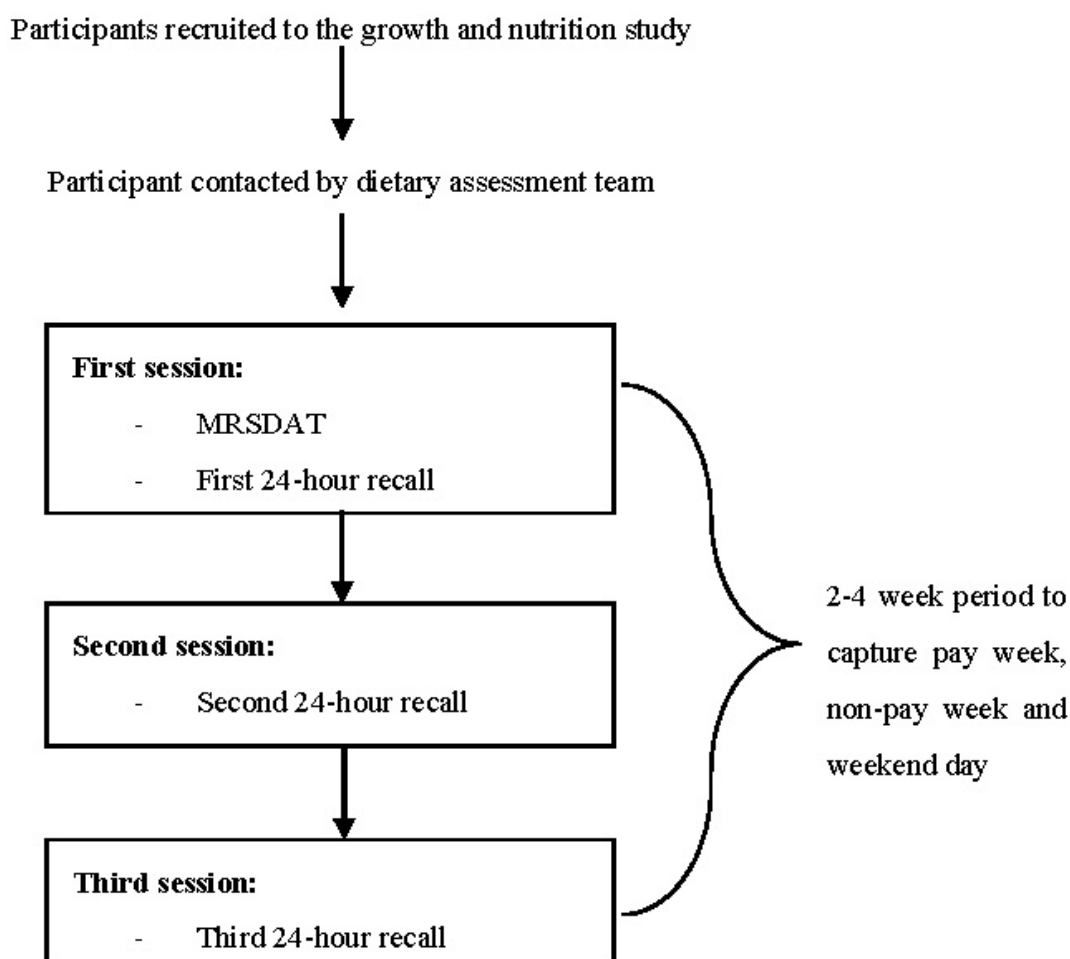 Participants recruited to the growth and nutrition study
Participant contacted by dietary assessment team
First session:
- MRSDAT
- First 24-hour recall
Second session:
- Second 24-hour recall
Third session:
- Third 24-hour recall
2-4 week period to
capture pay week,
non-pay week and
weekend day